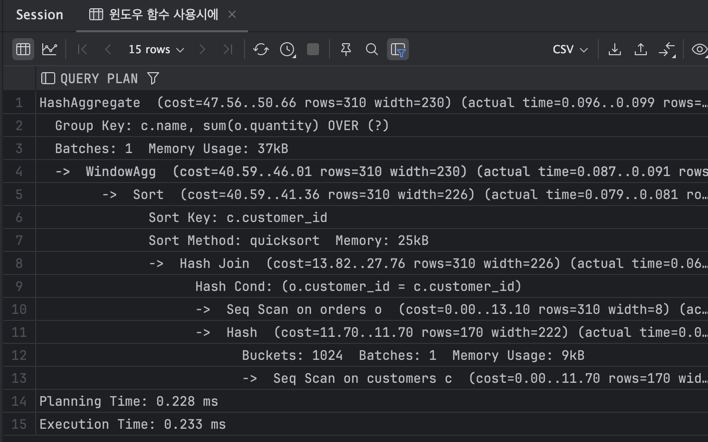 Session 윈도우 함수 사용시에
15 rows CSV
QUERY PLAN
1 HashAggregate (cost=47.56..50.66 rows=310 width=230) (actual time=0.096..0.099 rows=…
2 Group Key: c.name, sum(o.quantity) OVER (?)
3 Batches: 1 Memory Usage: 37kB
4 -> WindowAgg (cost=40.59..46.01 rows=310 width=230) (actual time=0.087..0.091 rows…
5 -> Sort (cost=40.59..41.36 rows=310 width=226) (actual time=0.079..0.081 ro…
6 Sort Key: c.customer_id
7 Sort Method: quicksort Memory: 25kB
8 -> Hash Join (cost=13.82..27.76 rows=310 width=226) (actual time=0.06…
9 Hash Cond: (o.customer_id = c.customer_id)
10 -> Seq Scan on orders o (cost=0.00..13.10 rows=310 width=8) (ac…
11 -> Hash (cost=11.70..11.70 rows=170 width=222) (actual time=0.0…
12 Buckets: 1024 Batches: 1 Memory Usage: 9kB
13 -> Seq Scan on customers c (cost=0.00..11.70 rows=170 wid…
14 Planning Time: 0.228 ms
15 Execution Time: 0.233 ms